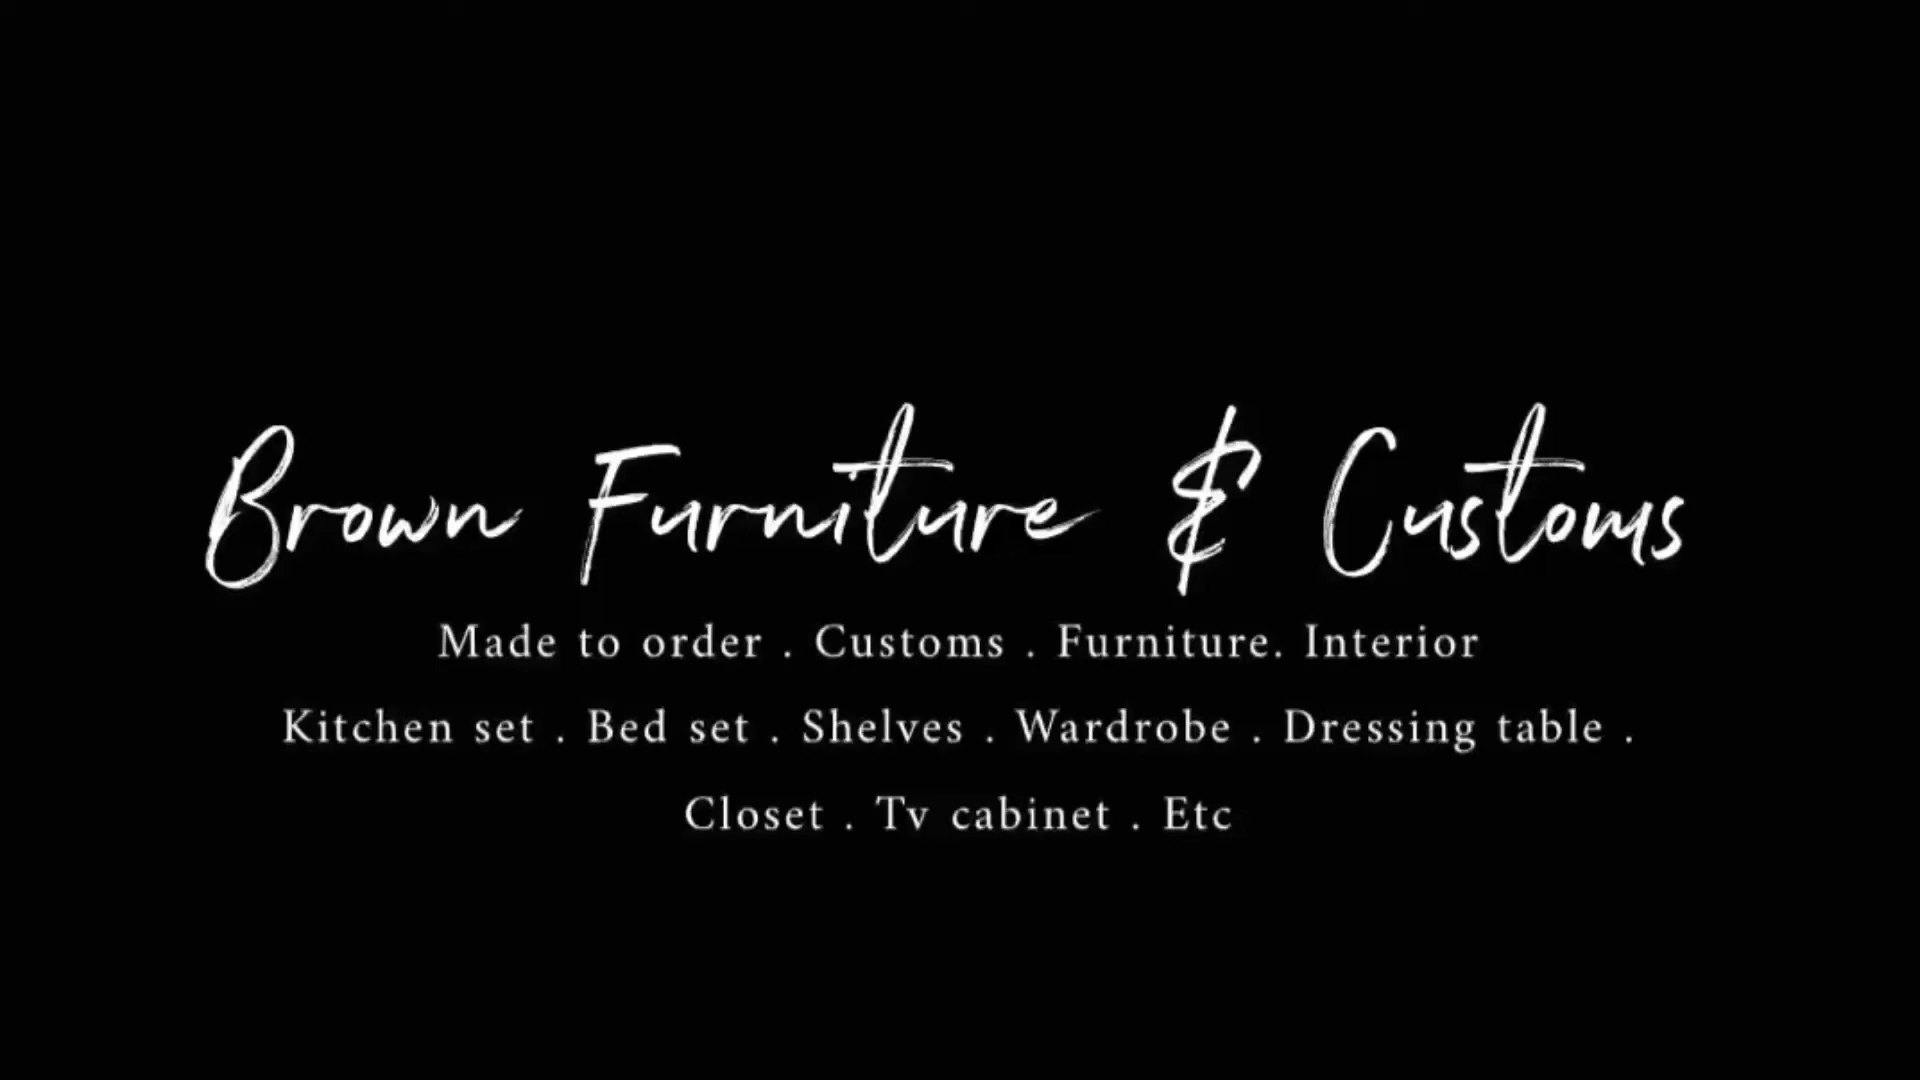 Brown Furniture & Customs
Made to order . Customs . Furniture. Interior
Kitchen set . Bed set . Shelves . Wardrobe . Dressing table .
Closet . Tv cabinet . Etc